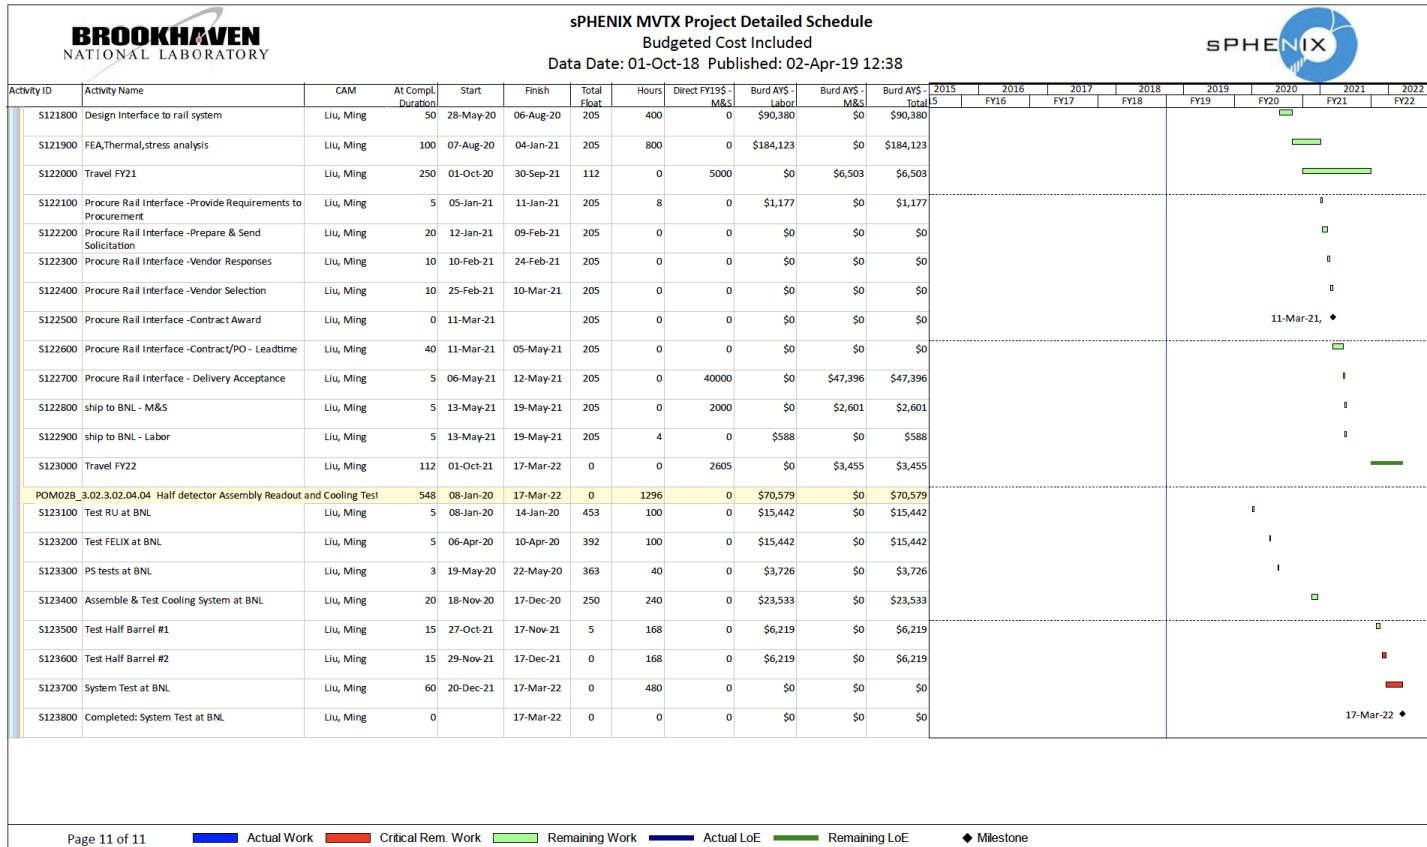 BROOKHAVEN
NATIONAL LABORATORY
sPHENIX MVTX Project Detailed Schedule
Budgeted Cost Included
Data Date: 01-Oct-18 Published: 02-Apr-19 12:38
sPHENIX
Activity ID Activity Name CAM At Compl. Duration Start Finish Total Float Hours Direct FY19$ - M&S Burd AY$ - Labor Burd AY$ - M&S Burd AY$ - Total
2015 2016 2017 2018 2019 2020 2021 2022
15 FY16 FY17 FY18 FY19 FY20 FY21 FY22
S121800 Design Interface to rail system Liu, Ming 50 28-May-20 06-Aug-20 205 400 0 $90,380 $0 $90,380
S121900 FEA,Thermal,stress analysis Liu, Ming 100 07-Aug-20 04-Jan-21 205 800 0 $184,123 $0 $184,123
S122000 Travel FY21 Liu, Ming 250 01-Oct-20 30-Sep-21 112 0 5000 $0 $6,503 $6,503
S122100 Procure Rail Interface -Provide Requirements to Liu, Ming 5 05-Jan-21 11-Jan-21 205 8 0 $1,177 $0 $1,177
Procurement
S122200 Procure Rail Interface -Prepare & Send Liu, Ming 20 12-Jan-21 09-Feb-21 205 0 0 $0 $0 $0
Solicitation
S122300 Procure Rail Interface -Vendor Responses Liu, Ming 10 10-Feb-21 24-Feb-21 205 0 0 $0 $0 $0
S122400 Procure Rail Interface -Vendor Selection Liu, Ming 10 25-Feb-21 10-Mar-21 205 0 0 $0 $0 $0
S122500 Procure Rail Interface -Contract Award Liu, Ming 0 11-Mar-21 205 0 0 $0 $0 $0 11-Mar-21,
S122600 Procure Rail Interface -Contract/PO - Leadtime Liu, Ming 40 11-Mar-21 05-May-21 205 0 0 $0 $0 $0
S122700 Procure Rail Interface - Delivery Acceptance Liu, Ming 5 06-May-21 12-May-21 205 0 40000 $0 $47,396 $47,396
S122800 ship to BNL - M&S Liu, Ming 5 13-May-21 19-May-21 205 0 2000 $0 $2,601 $2,601
S122900 ship to BNL - Labor Liu, Ming 5 13-May-21 19-May-21 205 4 0 $588 $0 $588
S123000 Travel FY22 Liu, Ming 112 01-Oct-21 17-Mar-22 0 0 2605 $0 $3,455 $3,455
POM02B_3.02.3.02.04.04 Half detector Assembly Readout and Cooling Test 548 08-Jan-20 17-Mar-22 0 1296 0 $70,579 $0 $70,579
S123100 Test RU at BNL Liu, Ming 5 08-Jan-20 14-Jan-20 453 100 0 $15,442 $0 $15,442
S123200 Test FELIX at BNL Liu, Ming 5 06-Apr-20 10-Apr-20 392 100 0 $15,442 $0 $15,442
S123300 PS tests at BNL Liu, Ming 3 19-May-20 22-May-20 363 40 0 $3,726 $0 $3,726
S123400 Assemble & Test Cooling System at BNL Liu, Ming 20 18-Nov-20 17-Dec-20 250 240 0 $23,533 $0 $23,533
S123500 Test Half Barrel #1 Liu, Ming 15 27-Oct-21 17-Nov-21 5 168 0 $6,219 $0 $6,219
S123600 Test Half Barrel #2 Liu, Ming 15 29-Nov-21 17-Dec-21 0 168 0 $6,219 $0 $6,219
S123700 System Test at BNL Liu, Ming 60 20-Dec-21 17-Mar-22 0 480 0 $0 $0 $0
S123800 Completed: System Test at BNL Liu, Ming 0 17-Mar-22 0 0 0 $0 $0 $0 17-Mar-22
Page 11 of 11 Actual Work Critical Rem. Work Remaining Work Actual LoE Remaining LoE Milestone